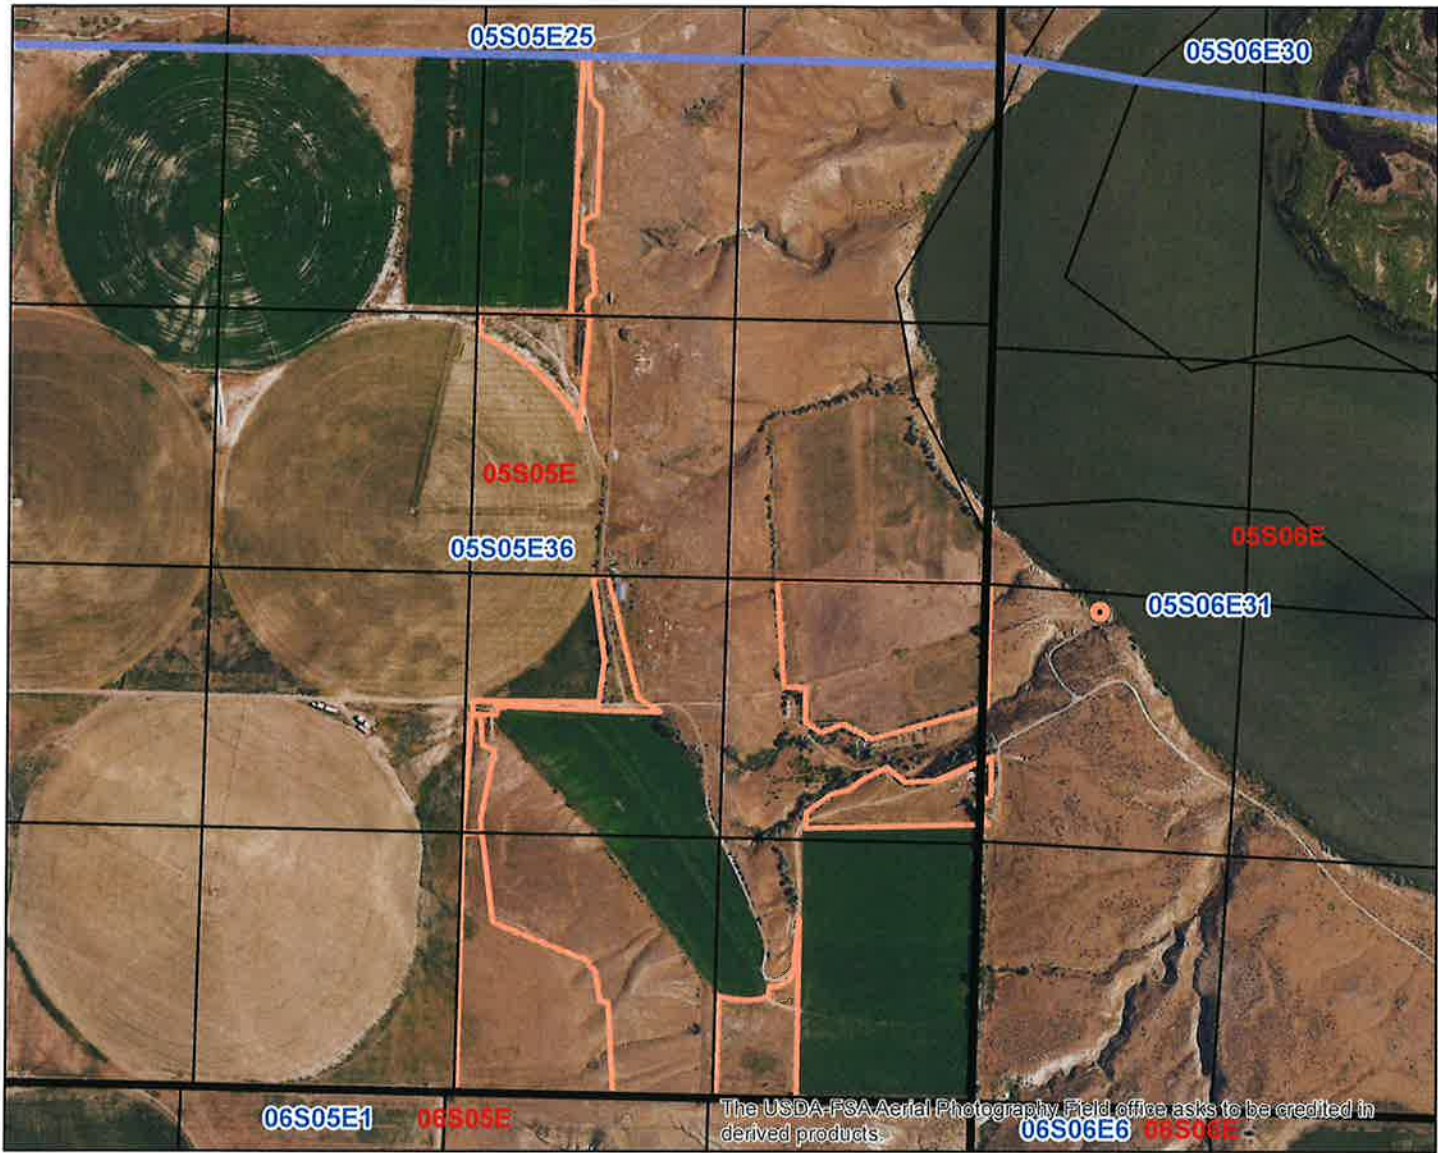 05S05E25
05S06E30
05S05E
05S06E
05S05E36
05S06E31
The USDA-FSA Aerial Photography Field office asks to be credited in
derived products.
06S05E1 06S05E
06S06E6 06S06E